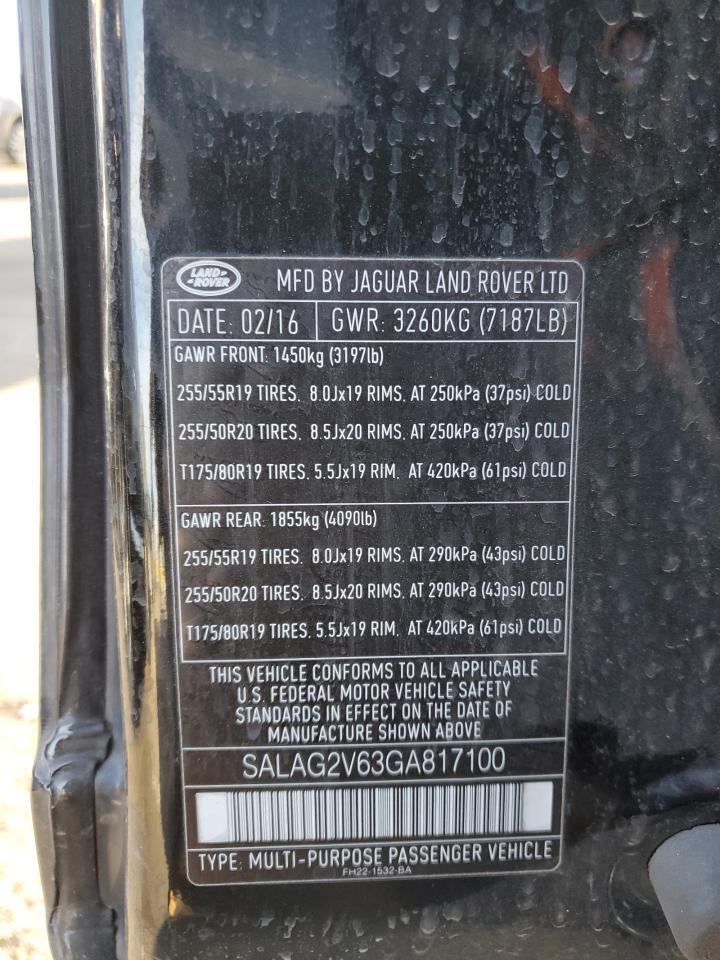 LAND ROVER MFD BY JAGUAR LAND ROVER LTD
DATE: 02/16 GWR: 3260KG (7187LB)
GAWR FRONT: 1450kg (3197lb)
255/55R19 TIRES. 8.0Jx19 RIMS. AT 250kPa (37psi) COLD
255/50R20 TIRES. 8.5Jx20 RIMS. AT 250kPa (37psi) COLD
T175/80R19 TIRES. 5.5Jx19 RIM. AT 420kPa (61psi) COLD
GAWR REAR: 1855kg (4090lb)
255/55R19 TIRES. 8.0Jx19 RIMS. AT 290kPa (43psi) COLD
255/50R20 TIRES. 8.5Jx20 RIMS. AT 290kPa (43psi) COLD
T175/80R19 TIRES. 5.5Jx19 RIM. AT 420kPa (61psi) COLD
THIS VEHICLE CONFORMS TO ALL APPLICABLE
U.S. FEDERAL MOTOR VEHICLE SAFETY
STANDARDS IN EFFECT ON THE DATE OF
MANUFACTURE SHOWN ABOVE
SALAG2V63GA817100
TYPE: MULTI-PURPOSE PASSENGER VEHICLE
FH22-1532-BA